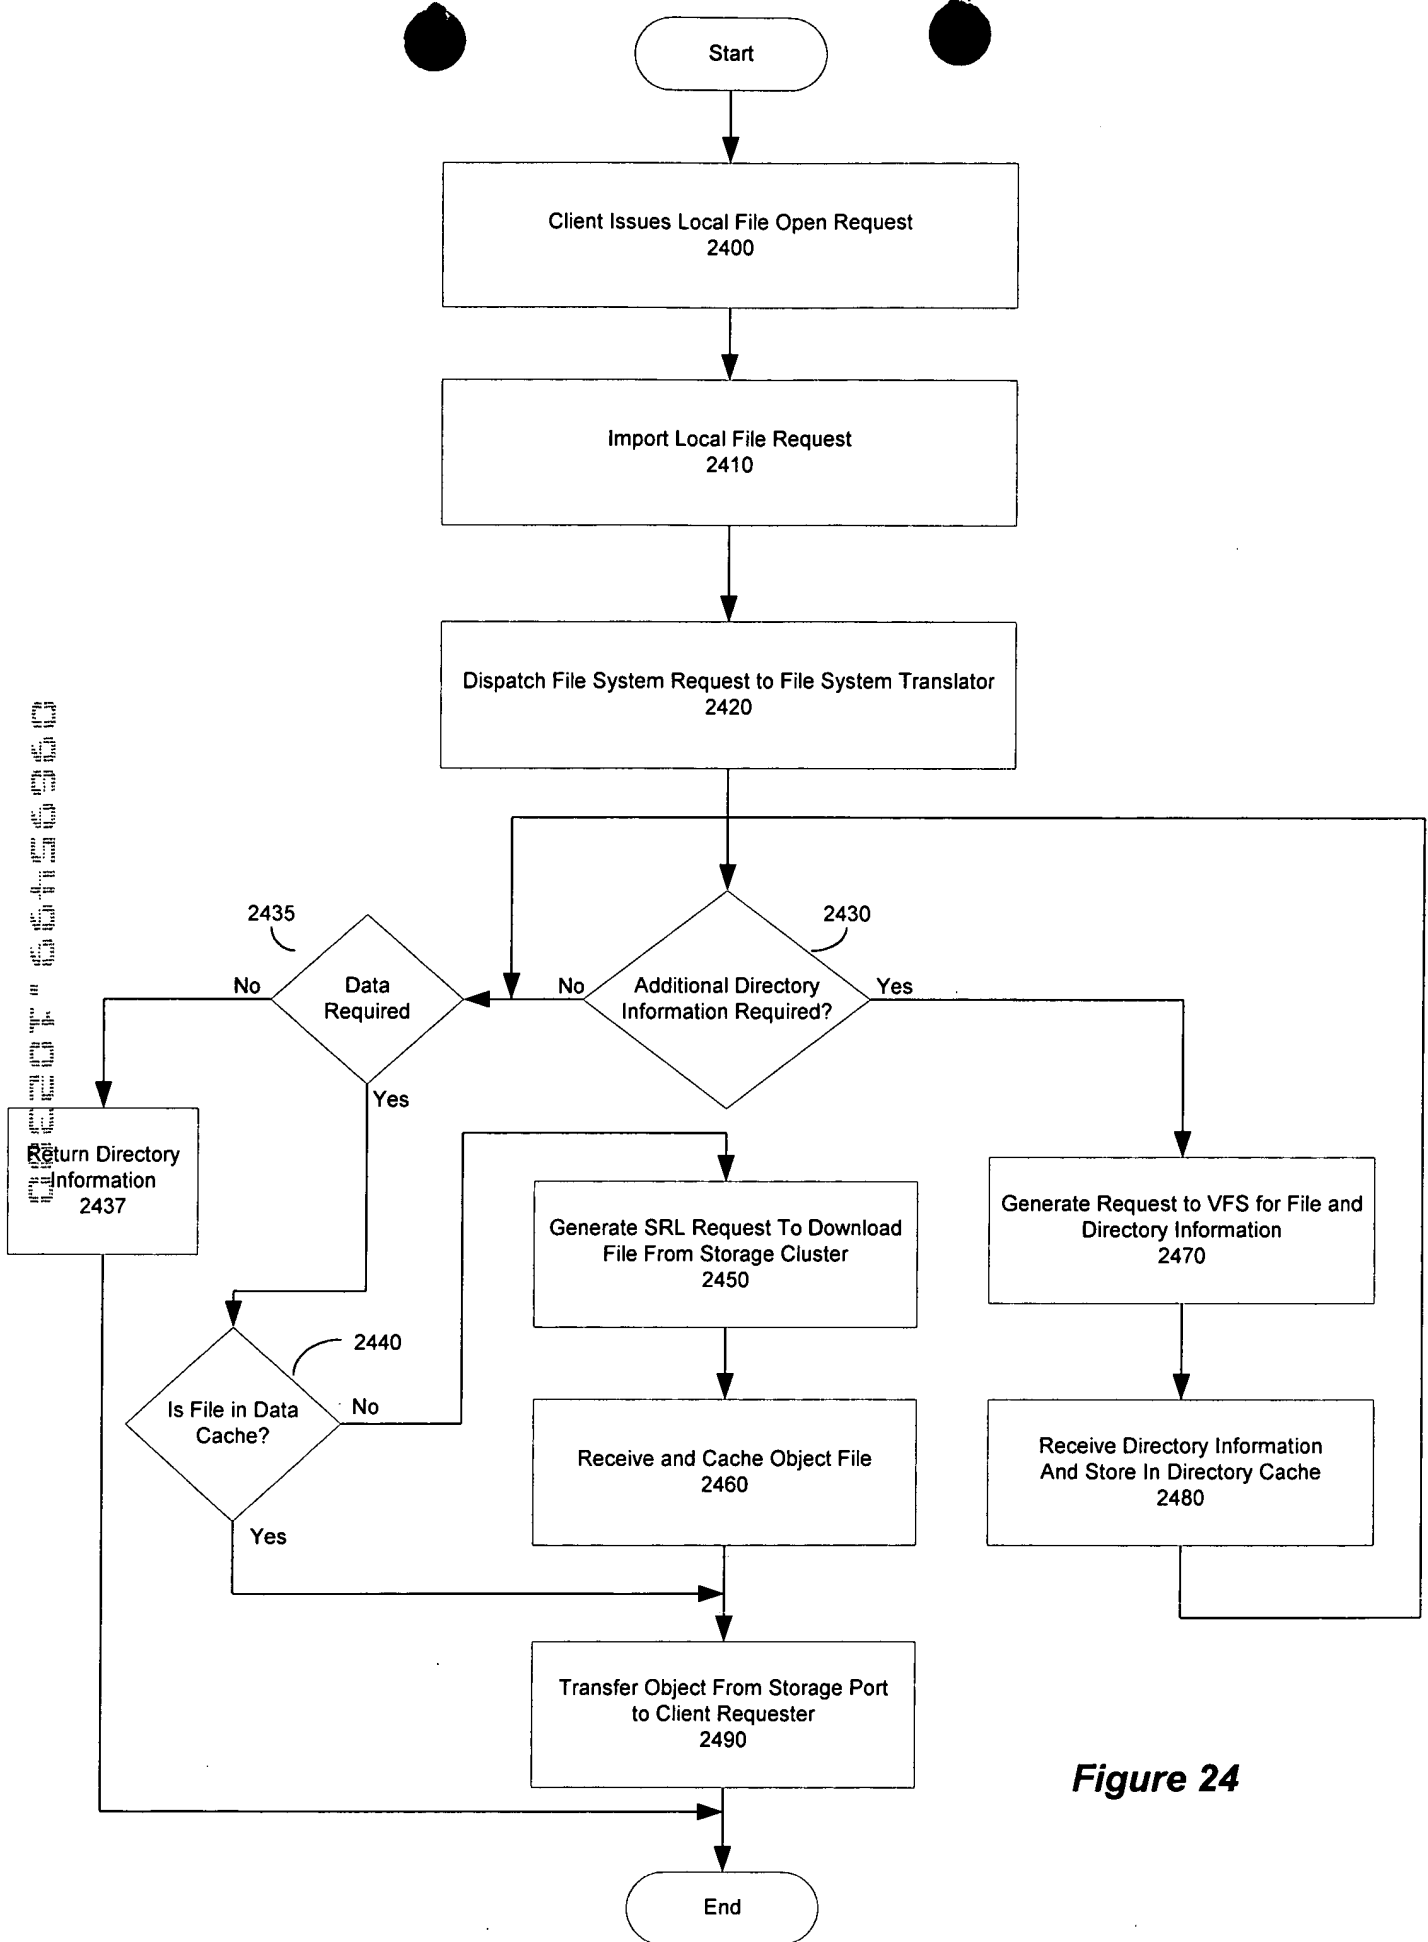 Start
Client Issues Local File Open Request
2400
Import Local File Request
2410
Dispatch File System Request to File System Translator
2420
2435
2430
No
Data
Required
No
Additional Directory
Information Required?
Yes
Yes
Return Directory
Information
2437
Generate SRL Request To Download
File From Storage Cluster
2450
Generate Request to VFS for File and
Directory Information
2470
2440
Is File in Data
Cache?
No
Yes
Receive and Cache Object File
2460
Receive Directory Information
And Store In Directory Cache
2480
Transfer Object From Storage Port
to Client Requester
2490
Figure 24
End